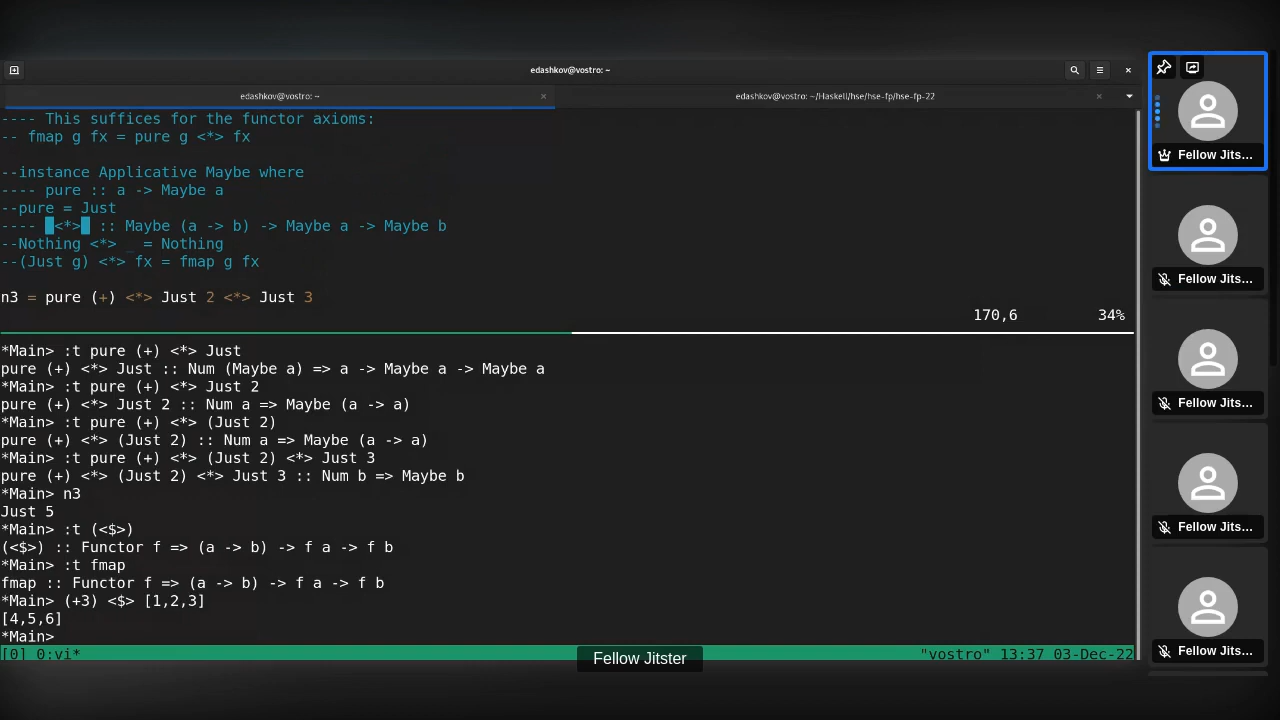 edashkov@vostro: ~
edashkov@vostro: ~
edashkov@vostro: ~/Haskell/hse/hse-fp/hse-fp-22
---- This suffices for the functor axioms:
-- fmap g fx = pure g <*> fx
--instance Applicative Maybe where
---- pure :: a -> Maybe a
--pure = Just
---- (<*>) :: Maybe (a -> b) -> Maybe a -> Maybe b
--Nothing <*> _ = Nothing
--(Just g) <*> fx = fmap g fx
n3 = pure (+) <*> Just 2 <*> Just 3
170,6 34%
*Main> :t pure (+) <*> Just
pure (+) <*> Just :: Num (Maybe a) => a -> Maybe a -> Maybe a
*Main> :t pure (+) <*> Just 2
pure (+) <*> Just 2 :: Num a => Maybe (a -> a)
*Main> :t pure (+) <*> (Just 2)
pure (+) <*> (Just 2) :: Num a => Maybe (a -> a)
*Main> :t pure (+) <*> (Just 2) <*> Just 3
pure (+) <*> (Just 2) <*> Just 3 :: Num b => Maybe b
*Main> n3
Just 5
*Main> :t (<$>)
(<$>) :: Functor f => (a -> b) -> f a -> f b
*Main> :t fmap
fmap :: Functor f => (a -> b) -> f a -> f b
*Main> (+3) <$> [1,2,3]
[4,5,6]
*Main>
[0] 0:vi* "vostro" 13:37 03-Dec-22
Fellow Jitster
Fellow Jits...
Fellow Jits...
Fellow Jits...
Fellow Jits...
Fellow Jits...